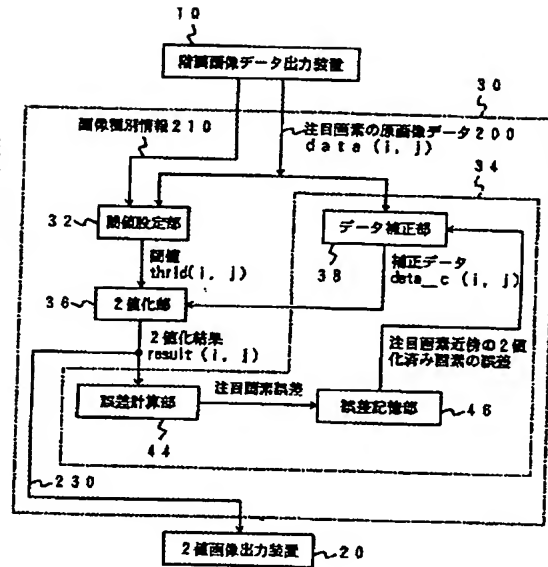 10
階調画像データ出力装置
30
画像種別情報210
注目画素の原画像データ200
data(i, j)
34
32
閾値設定部
データ補正部
38
閾値
thrid(i, j)
補正データ
data_c(i, j)
36
2値化部
2値化結果
result(i, j)
注目画素近傍の2値
化済み画素の誤差
誤差計算部
注目画素誤差
誤差記憶部
46
44
230
2値画像出力装置
20